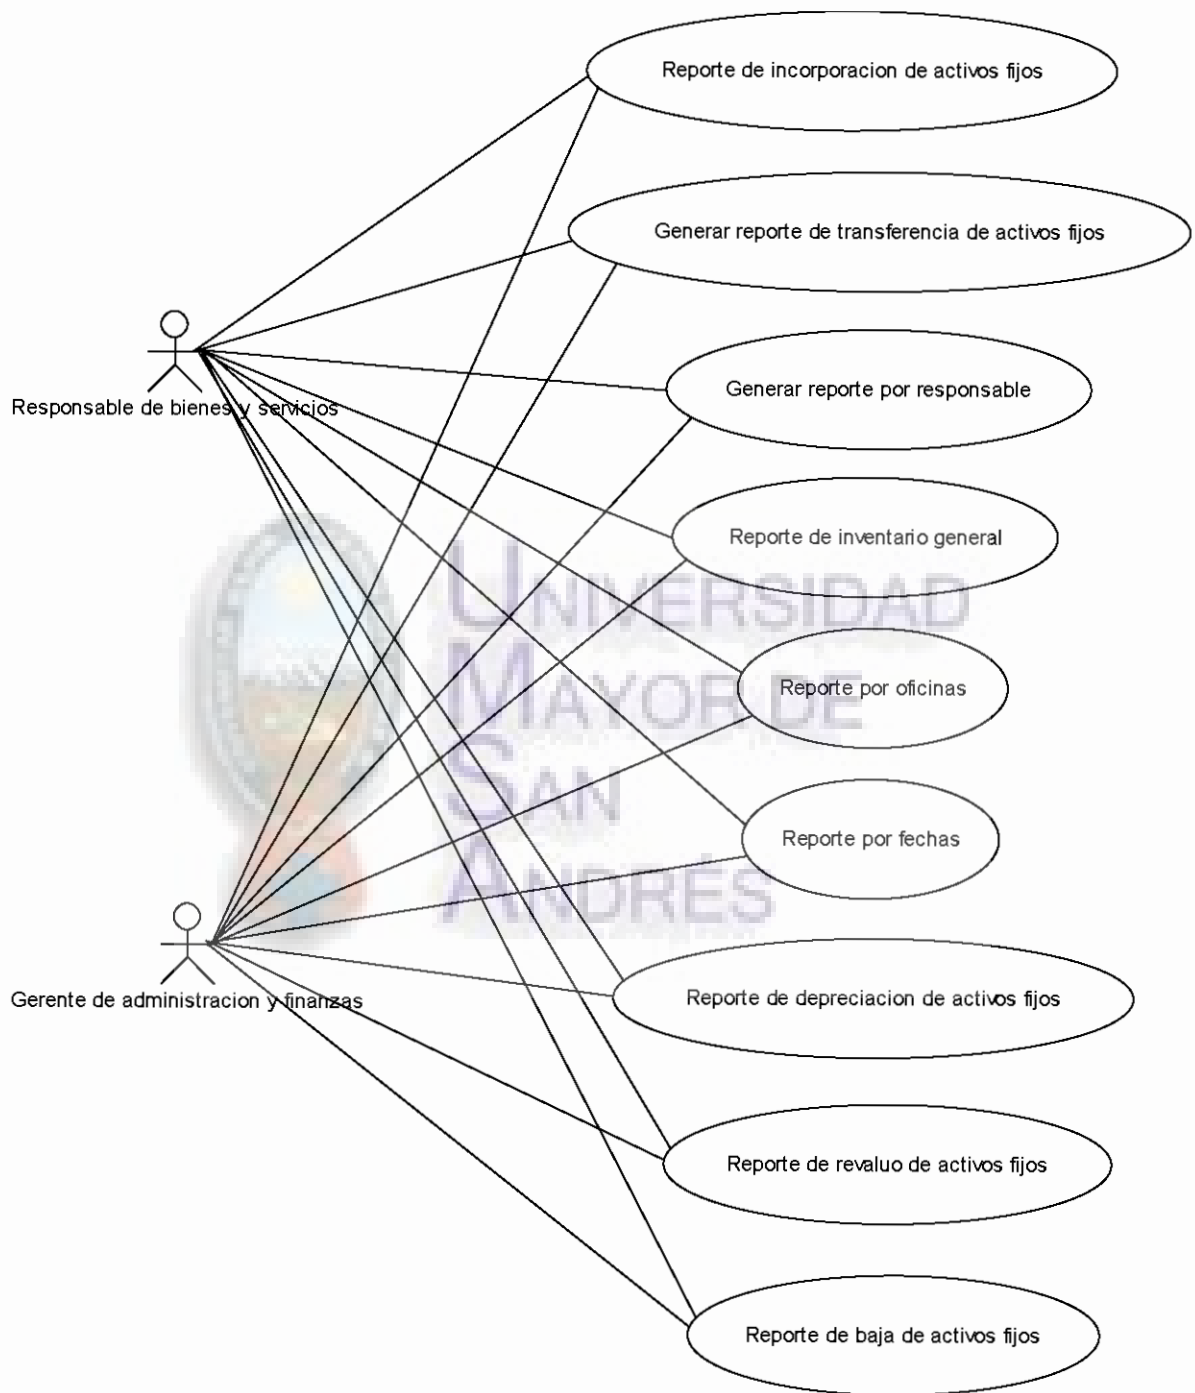 Reporte de incorporacion de activos fijos
Generar reporte de transferencia de activos fijos
Responsable de bienes y servicios
Generar reporte por responsable
Reporte de inventario general
UNIVERSIDAD
MAYOR DE
SAN
ANDRÉS
Reporte por oficinas
Reporte por fechas
Gerente de administracion y finanzas
Reporte de depreciacion de activos fijos
Reporte de revaluo de activos fijos
Reporte de baja de activos fijos